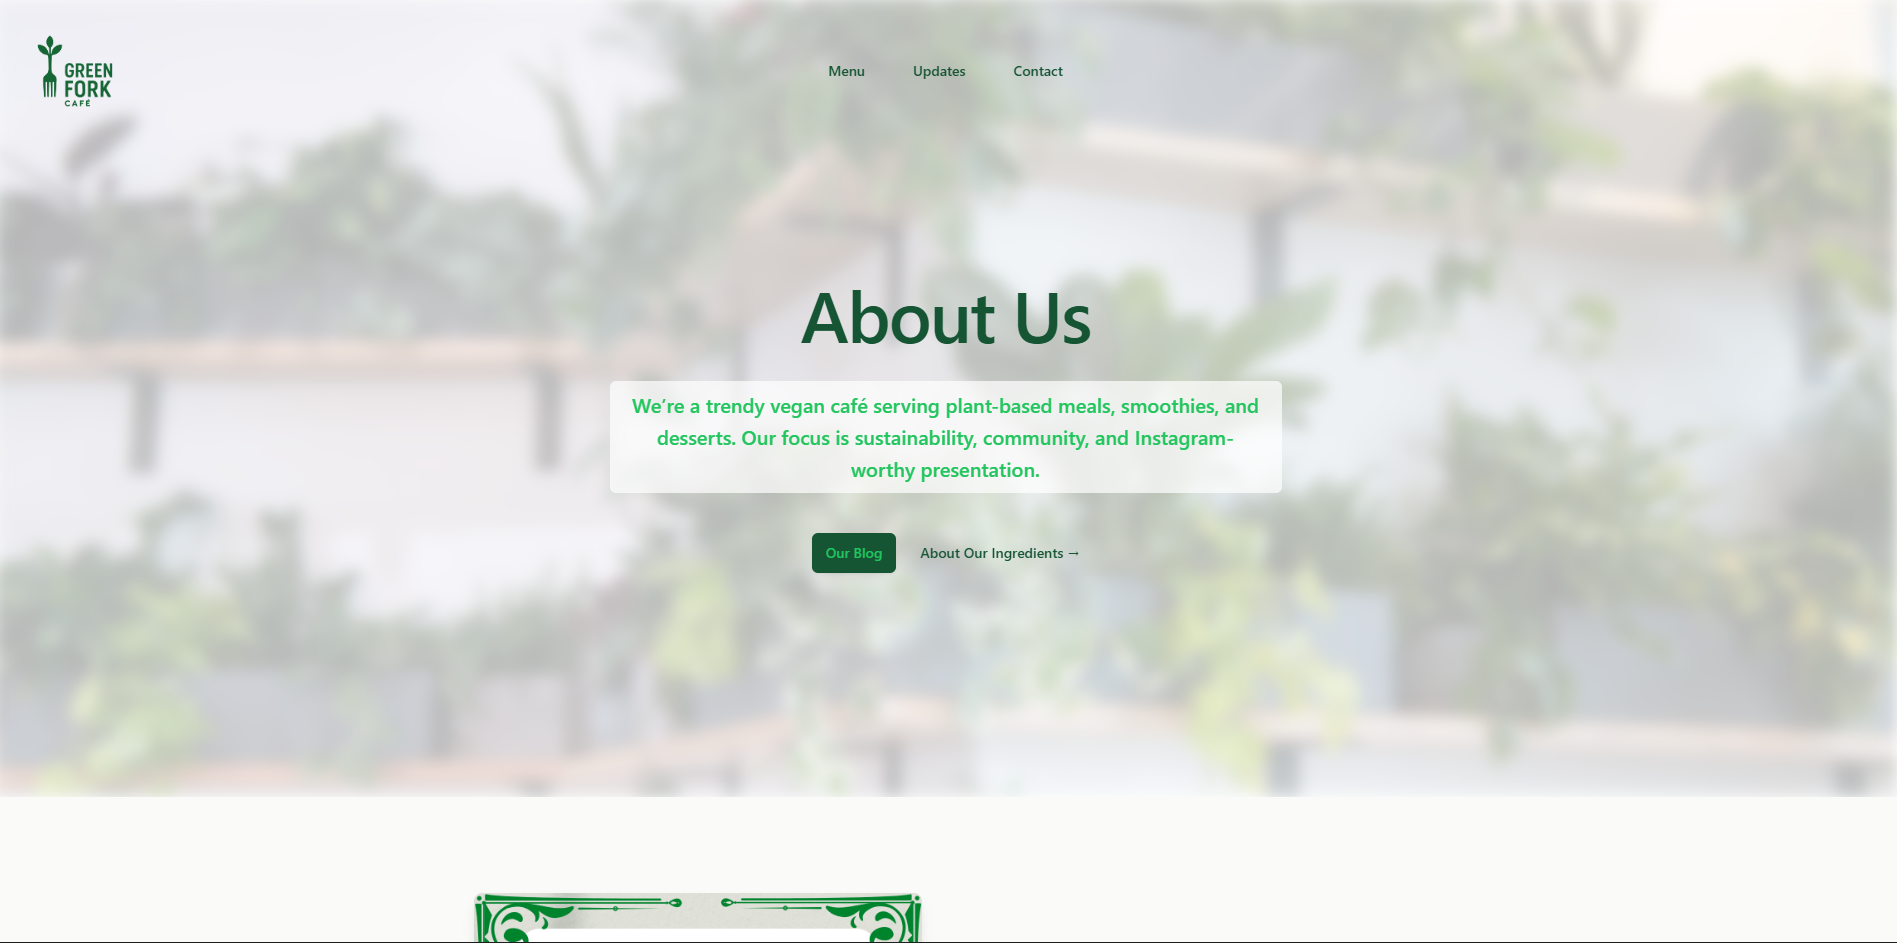 GREEN
FORK
CAFÉ
Menu Updates Contact
About Us
We’re a trendy vegan café serving plant-based meals, smoothies, and
desserts. Our focus is sustainability, community, and Instagram-
worthy presentation.
Our Blog About Our Ingredients →